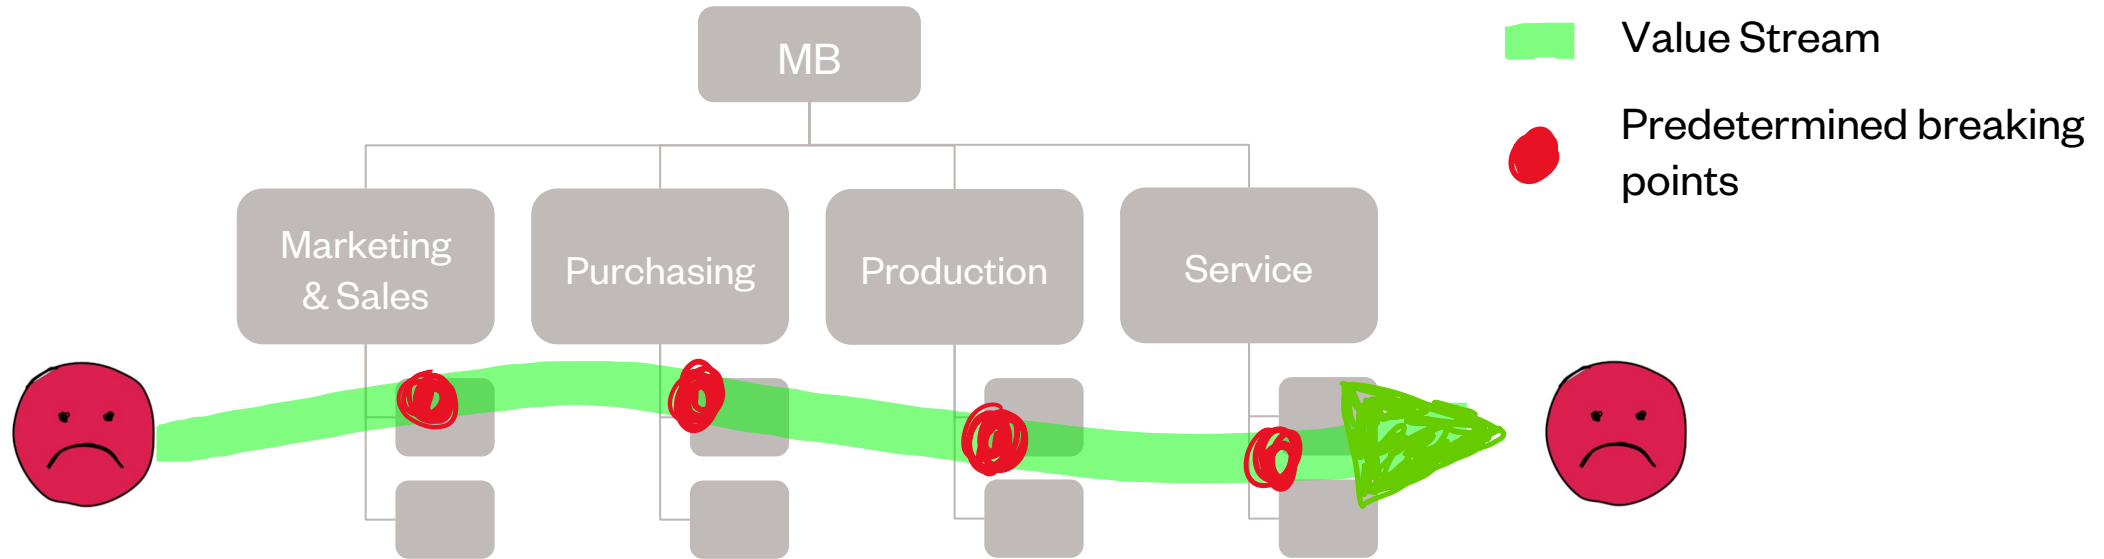 MB
Value Stream
Predetermined breaking
points
Marketing
& Sales
Purchasing
Production
Service